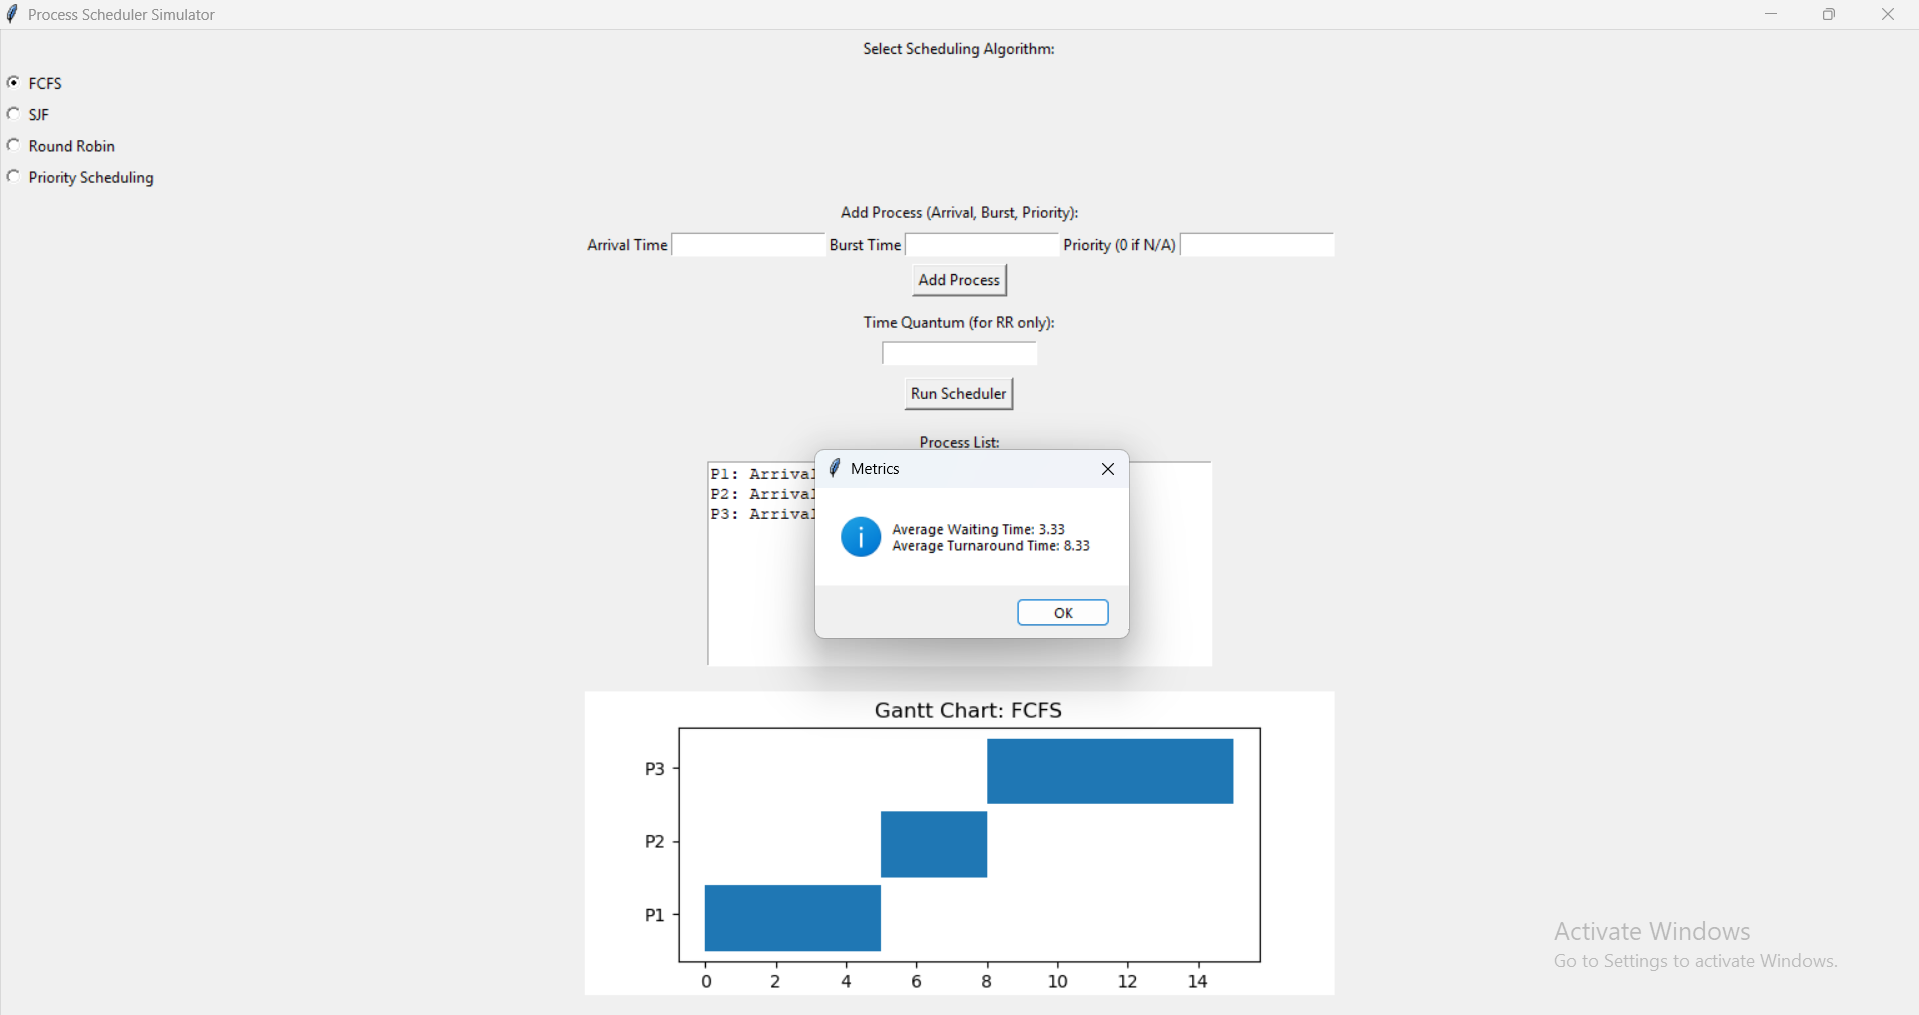 Process Scheduler Simulator
Select Scheduling Algorithm:
FCFS
SJF
Round Robin
Priority Scheduling
Add Process (Arrival, Burst, Priority):
Arrival Time Burst Time Priority (0 if N/A)
Add Process
Time Quantum (for RR only):
Run Scheduler
Process List:
P1: Arrival
P2: Arrival
P3: Arrival
Metrics
Average Waiting Time: 3.33
Average Turnaround Time: 8.33
OK
Gantt Chart: FCFS
P3
P2
P1
0 2 4 6 8 10 12 14
Activate Windows
Go to Settings to activate Windows.